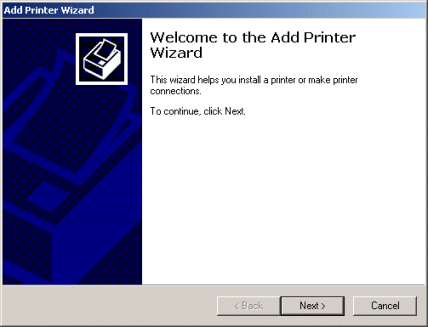 Add Printer Wizard
Welcome to the Add Printer
Wizard
This wizard helps you install a printer or make printer
connections.
To continue, click Next.
< Back
Next >
Cancel